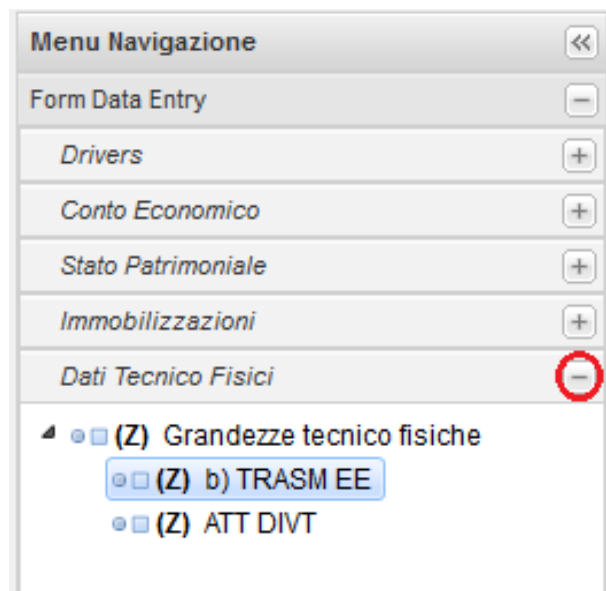 Menu Navigazione
Form Data Entry
Drivers
Conto Economico
Stato Patrimoniale
Immobilizzazioni
Dati Tecnico Fisici
(Z) Grandezze tecnico fisiche
(Z) b) TRASM EE
(Z) ATT DIVT